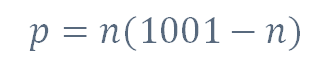 p = n(1001 − n)